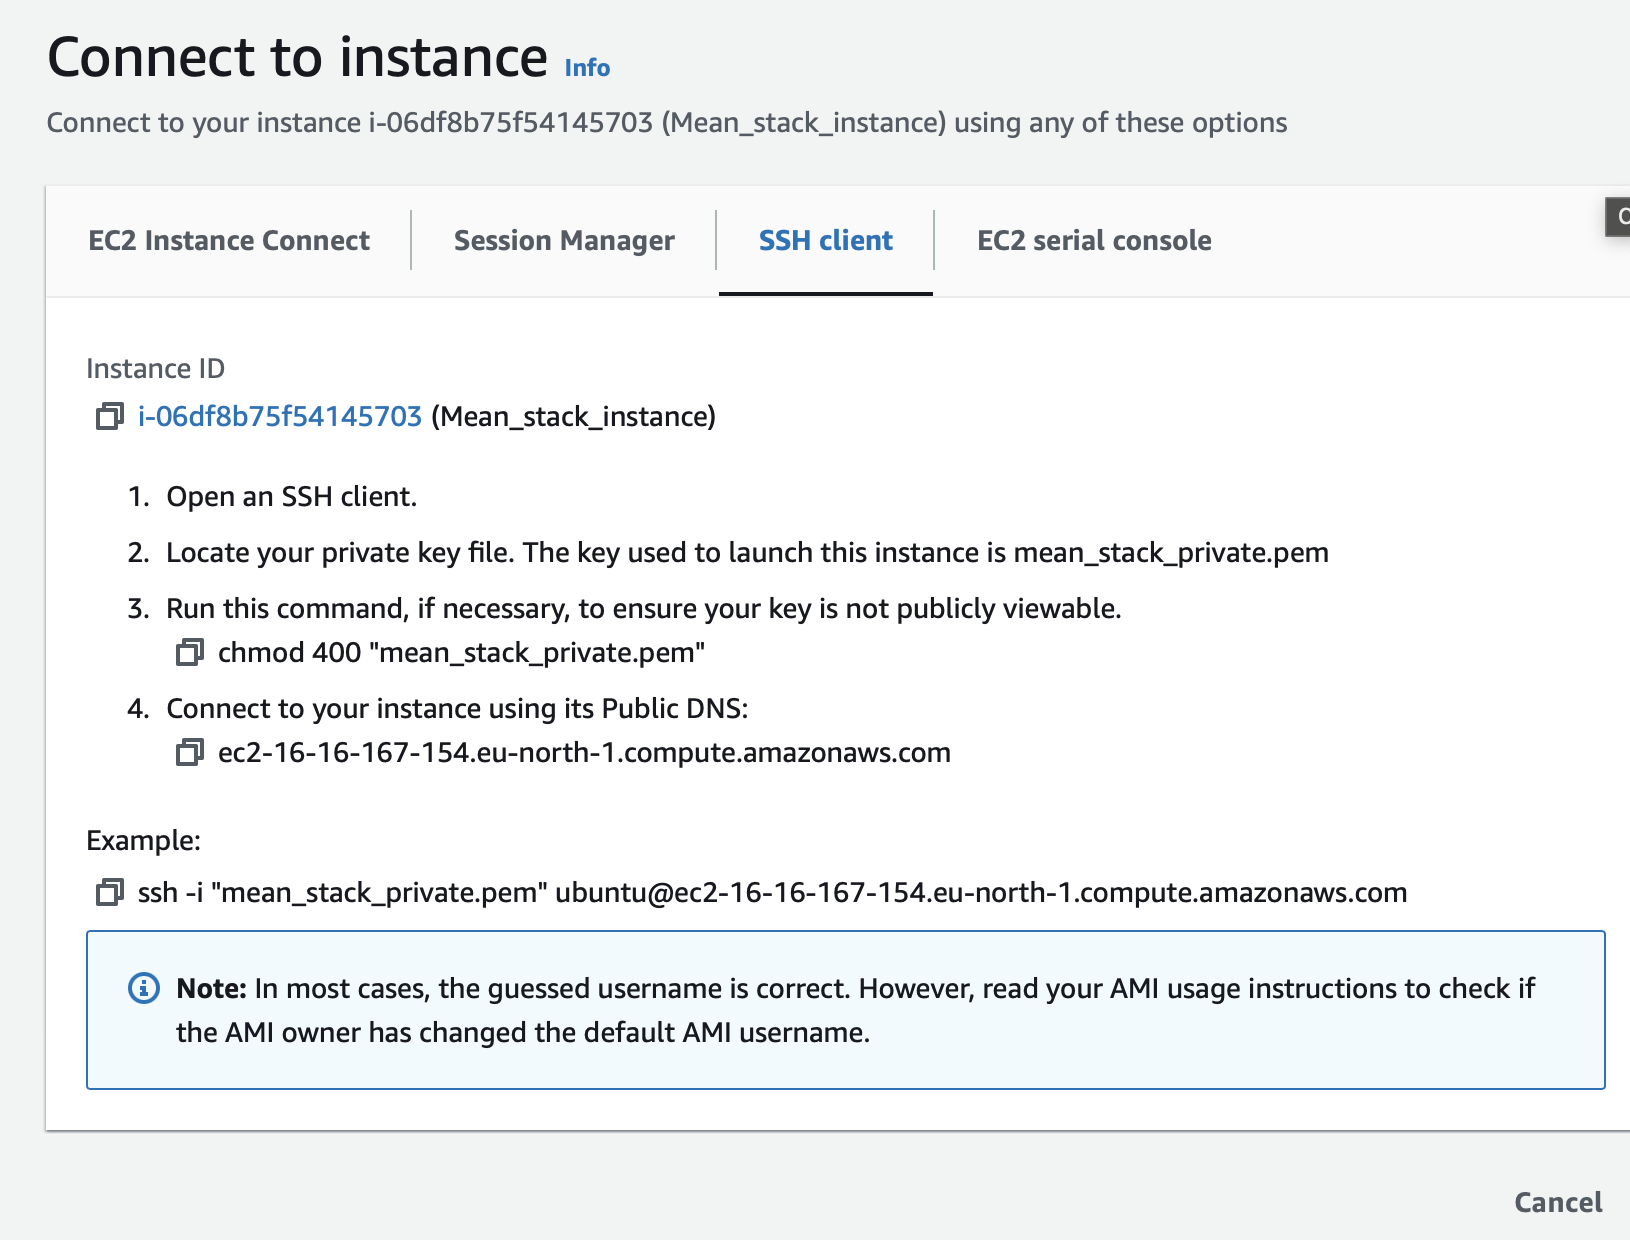 Connect to instance Info
Connect to your instance i-06df8b75f54145703 (Mean_stack_instance) using any of these options
EC2 Instance Connect
Session Manager
SSH client
EC2 serial console
Instance ID
i-06df8b75f54145703 (Mean_stack_instance)
1. Open an SSH client.
2. Locate your private key file. The key used to launch this instance is mean_stack_private.pem
3. Run this command, if necessary, to ensure your key is not publicly viewable.
chmod 400 "mean_stack_private.pem"
4. Connect to your instance using its Public DNS:
ec2-16-16-167-154.eu-north-1.compute.amazonaws.com
Example:
ssh -i "mean_stack_private.pem" ubuntu@ec2-16-16-167-154.eu-north-1.compute.amazonaws.com
Note: In most cases, the guessed username is correct. However, read your AMI usage instructions to check if
the AMI owner has changed the default AMI username.
Cancel